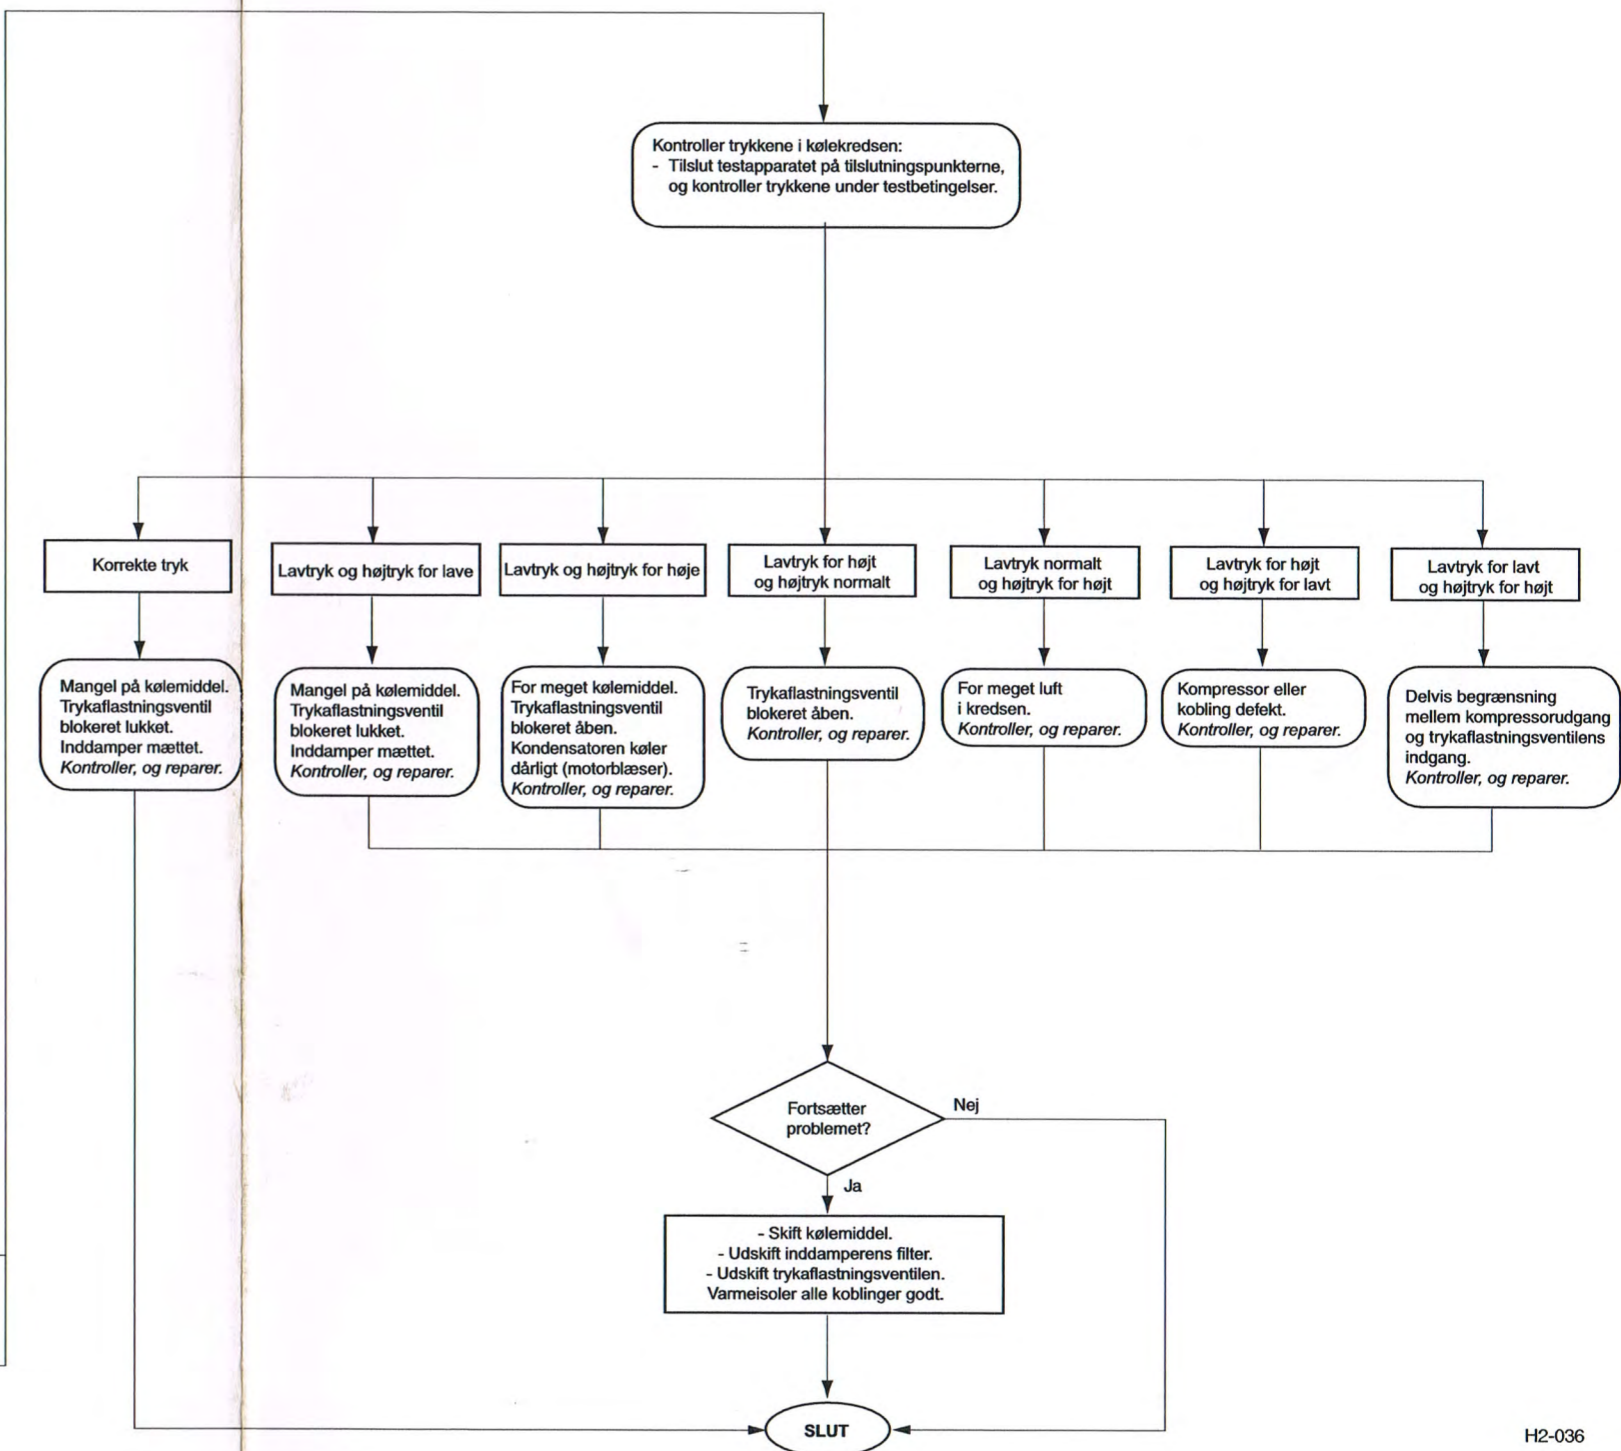 Kontroller trykkene i kølekredsen:
- Tilslut testapparatet på tilslutningspunkterne,
og kontroller trykkene under testbetingelser.
Korrekte tryk
Lavtryk og højtryk for lave
Lavtryk og højtryk for høje
Lavtryk for højt
og højtryk normalt
Lavtryk normalt
og højtryk for højt
Lavtryk for højt
og højtryk for lavt
Lavtryk for lavt
og højtryk for højt
Mangel på kølemiddel.
Trykaflastningsventil
blokeret lukket.
Inddamper mættet.
Kontroller, og reparer.
Mangel på kølemiddel.
Trykaflastningsventil
blokeret lukket.
Inddamper mættet.
Kontroller, og reparer.
For meget kølemiddel.
Trykaflastningsventil
blokeret åben.
Kondensatoren køler
dårligt (motorblæser).
Kontroller, og reparer.
Trykaflastningsventil
blokeret åben.
Kontroller, og reparer.
For meget luft
i kredsen.
Kontroller, og reparer.
Kompressor eller
kobling defekt.
Kontroller, og reparer.
Delvis begrænsning
mellem kompressorudgang
og trykaflastningsventilens
indgang.
Kontroller, og reparer.
Fortsætter
problemet?
Nej
Ja
- Skift kølemiddel.
- Udskift inddamperens filter.
- Udskift trykaflastningsventilen.
Varmeisoler alle koblinger godt.
SLUT
H2-036